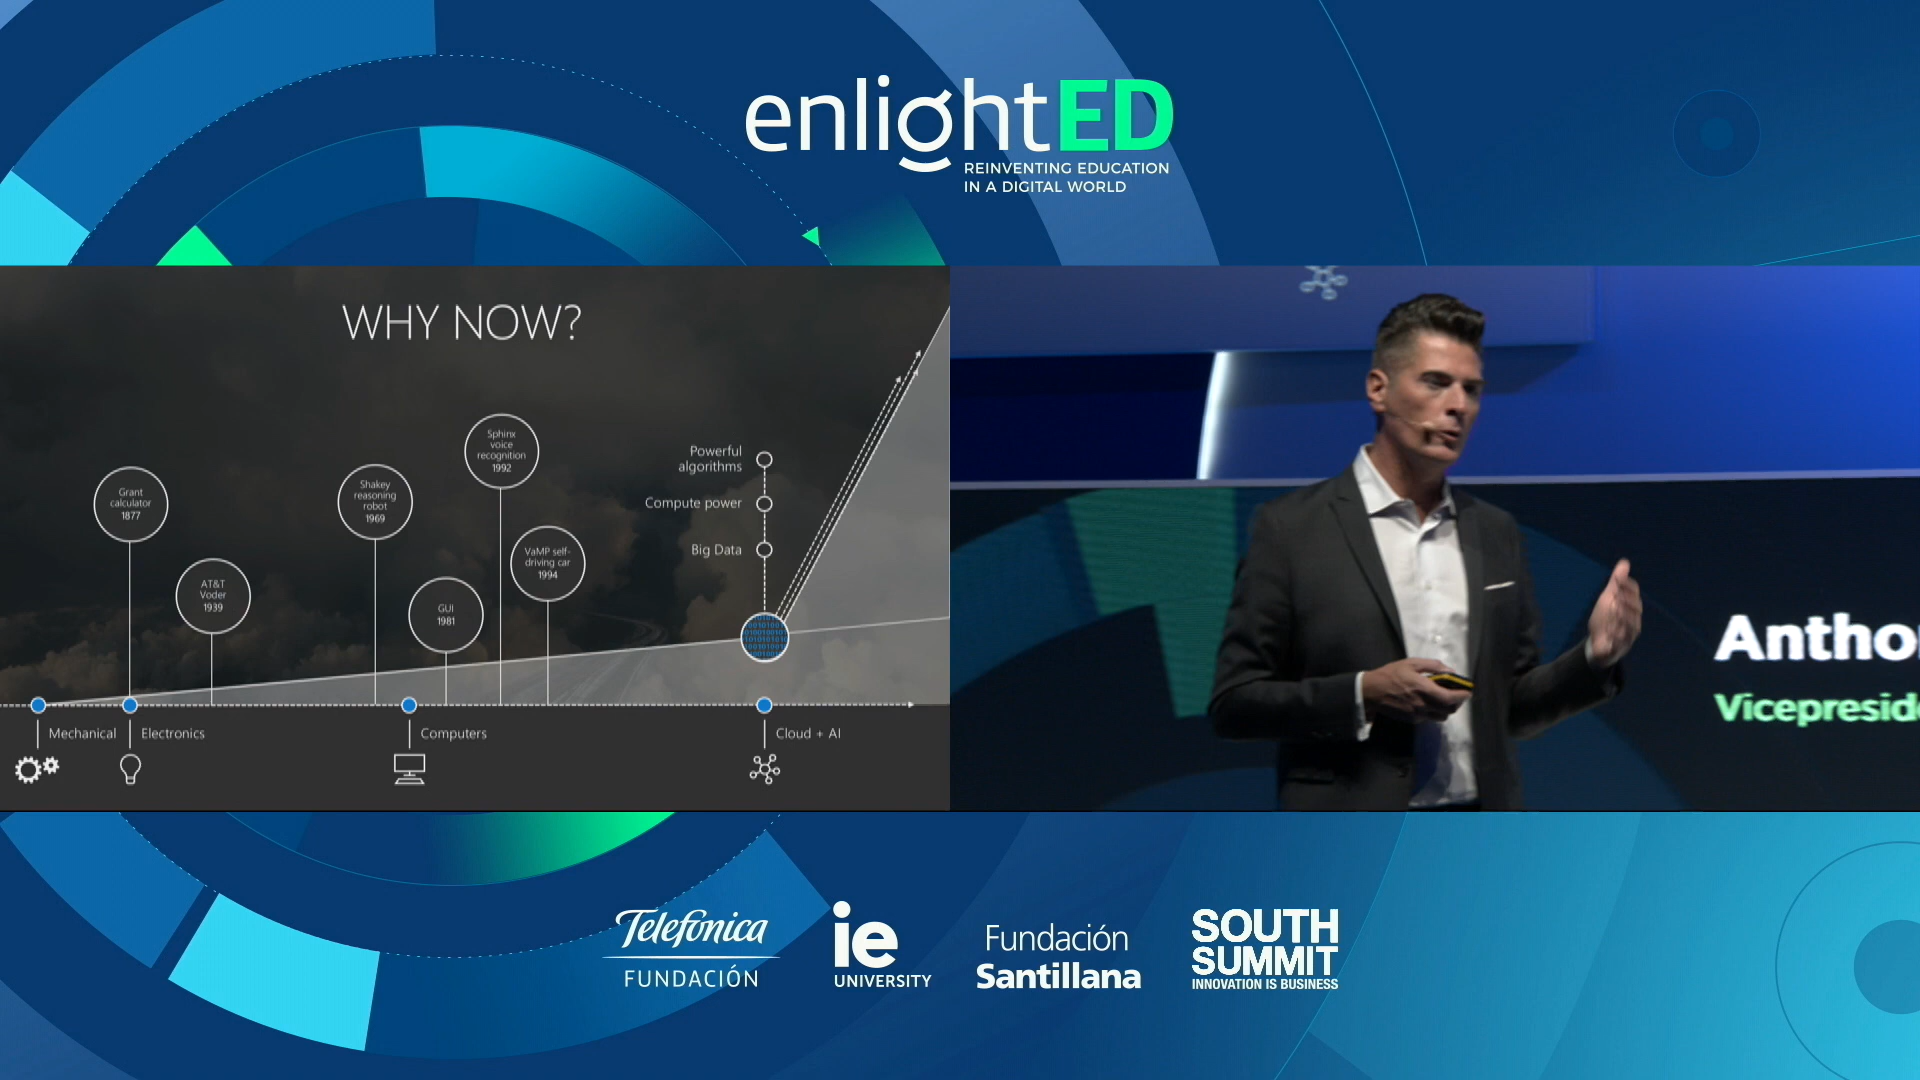 enlightED
REINVENTING EDUCATION
IN A DIGITAL WORLD
WHY NOW?
Grant
calculator
1877
AT&T
Voder
1939
Shakey
reasoning
robot
1969
GUI
1981
Sphinx
voice
recognition
1992
VaMP self-
driving car
1994
Powerful
algorithms
Compute power
Big Data
Mechanical
Electronics
Computers
Cloud + AI
Antho
Vicepresid
Telefónica
FUNDACIÓN
ie
UNIVERSITY
Fundación
Santillana
SOUTH
SUMMIT
INNOVATION IS BUSINESS